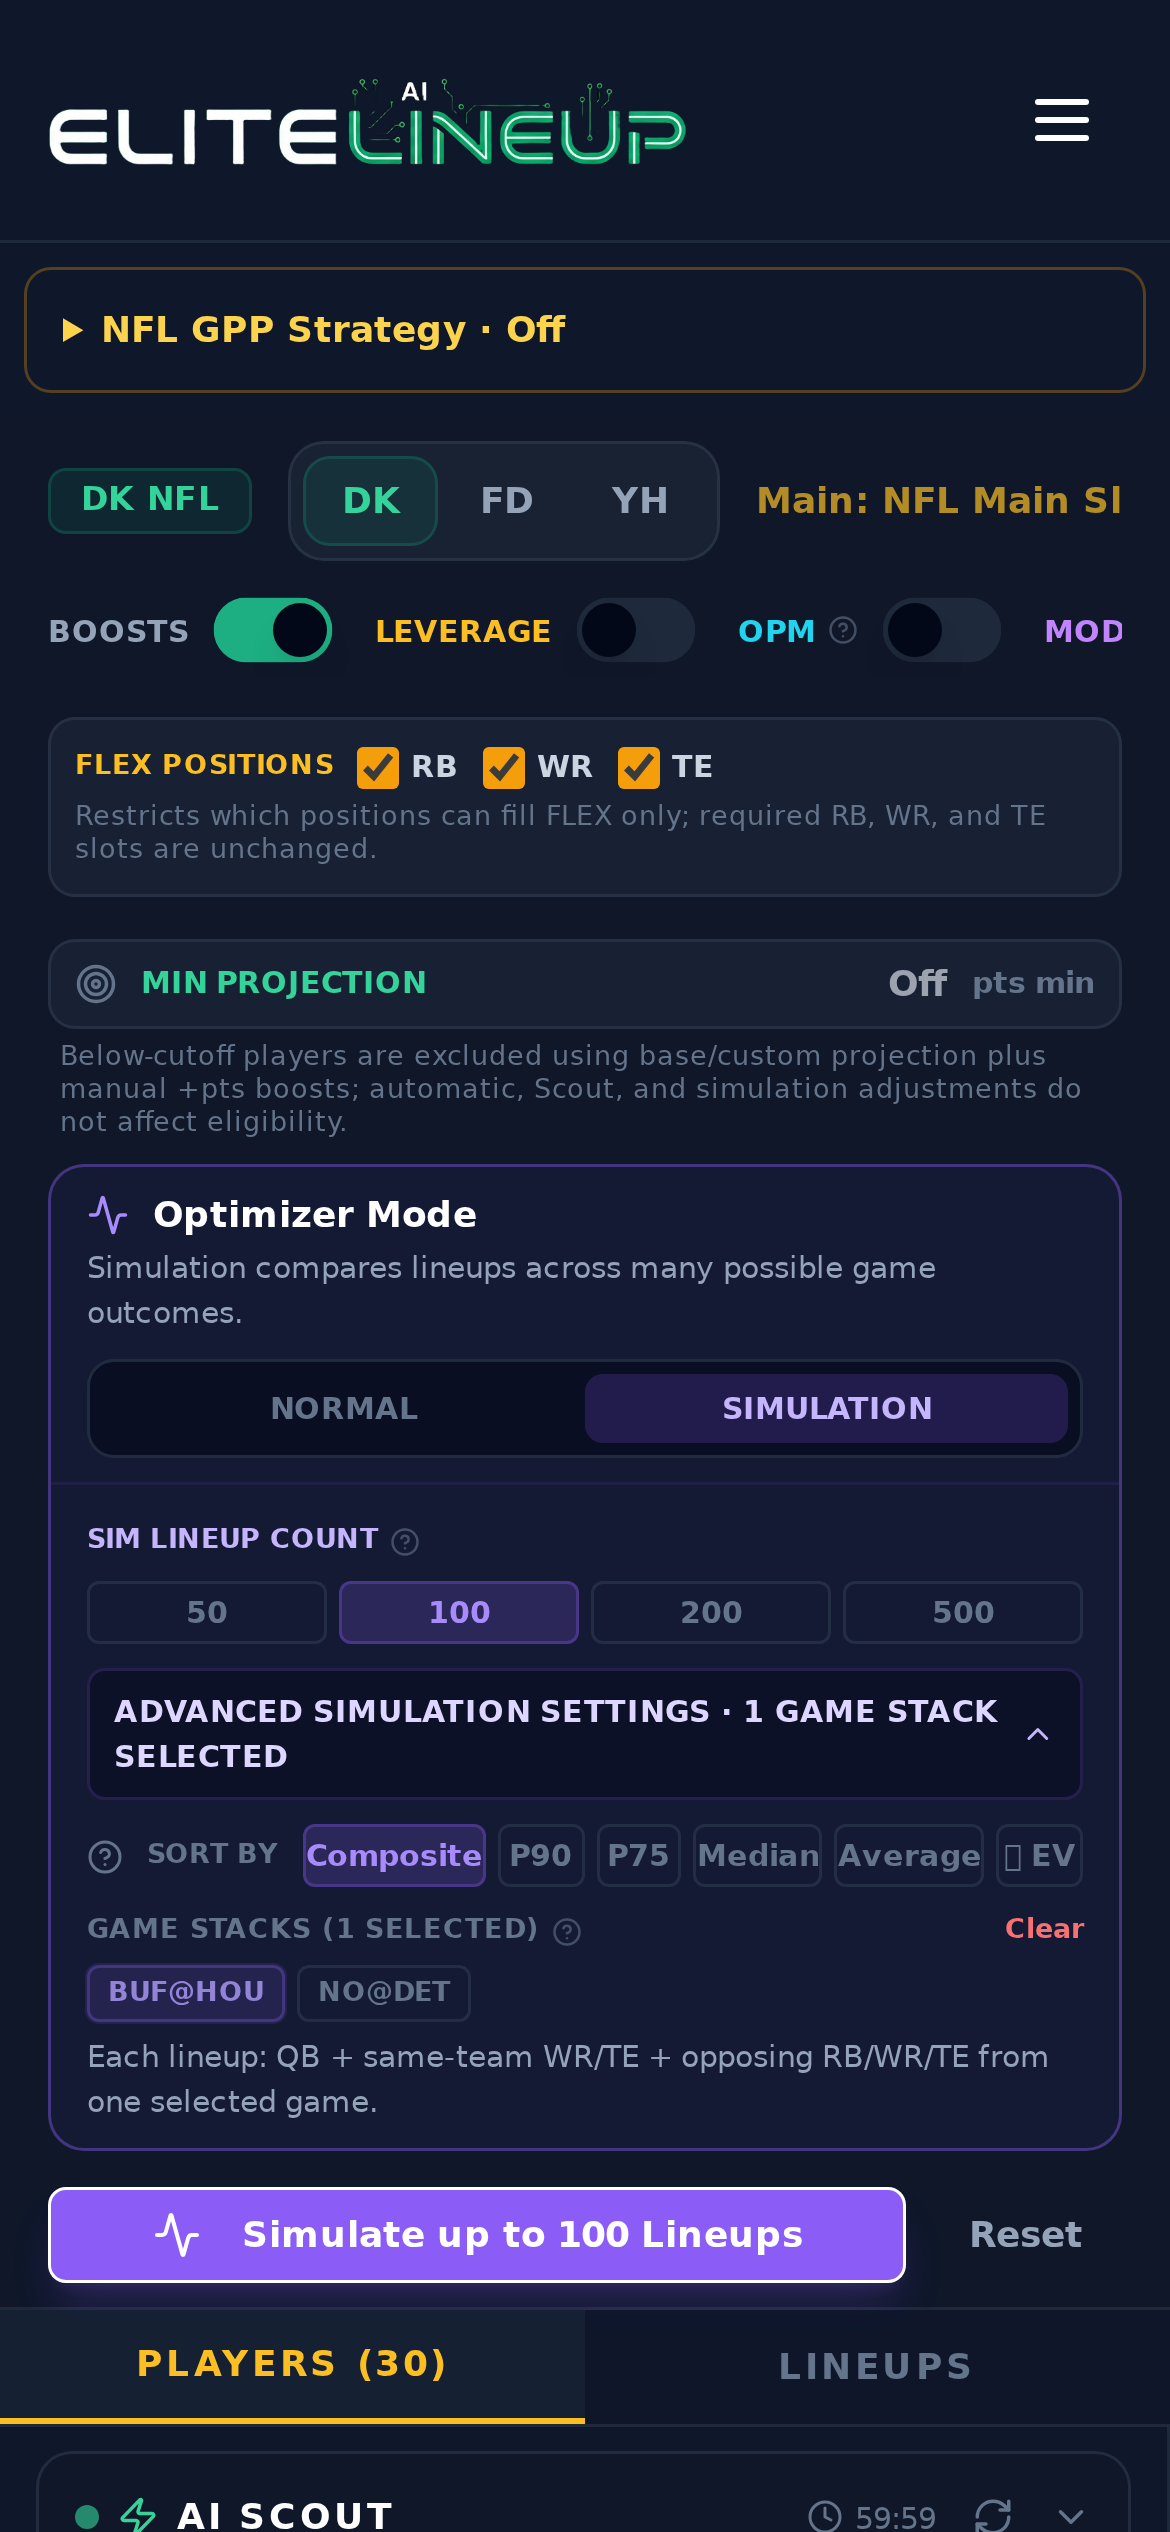 AI
ELITELINEUP
▶ NFL GPP Strategy · Off
DK NFL DK FD YH Main: NFL Main Sl
BOOSTS LEVERAGE OPM MOD
FLEX POSITIONS RB WR TE
Restricts which positions can fill FLEX only; required RB, WR, and TE
slots are unchanged.
MIN PROJECTION Off pts min
Below-cutoff players are excluded using base/custom projection plus
manual +pts boosts; automatic, Scout, and simulation adjustments do
not affect eligibility.
Optimizer Mode
Simulation compares lineups across many possible game
outcomes.
NORMAL SIMULATION
SIM LINEUP COUNT
50 100 200 500
ADVANCED SIMULATION SETTINGS · 1 GAME STACK
SELECTED
SORT BY Composite P90 P75 Median Average EV
GAME STACKS (1 SELECTED) Clear
BUF@HOU NO@DET
Each lineup: QB + same-team WR/TE + opposing RB/WR/TE from
one selected game.
Simulate up to 100 Lineups Reset
PLAYERS (30) LINEUPS
AI SCOUT 59:59